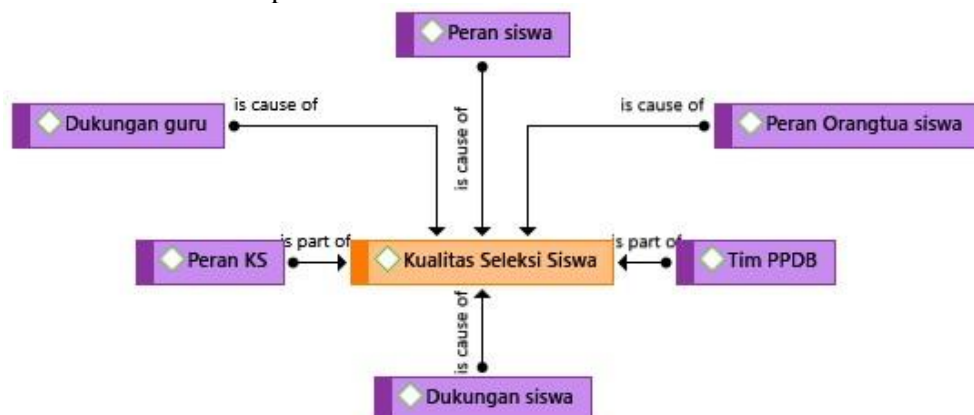 Peran siswa
is cause of
Dukungan guru
is cause of
is cause of
Peran Orangtua siswa
is part of
Peran KS
Kualitas Seleksi Siswa
is part of
Tim PPDB
is cause of
Dukungan siswa